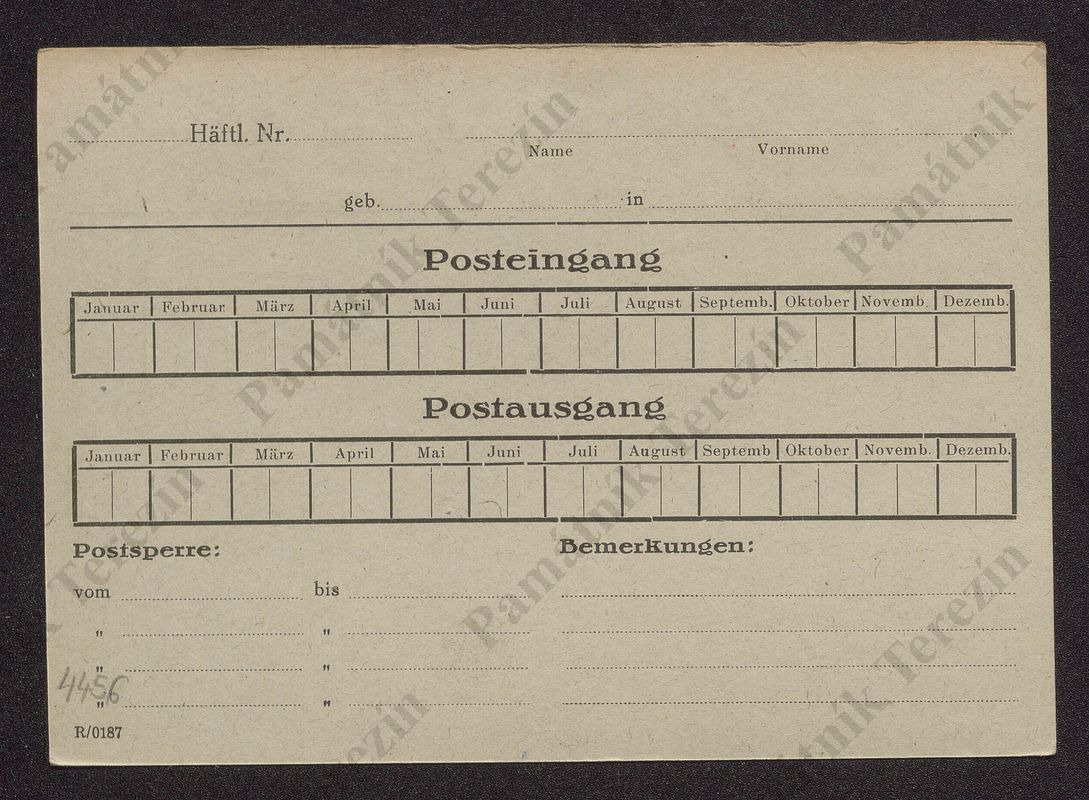 Häftl. Nr.
Name Vorname
geb. in
Posteingang
Januar Februar März April Mai Juni Juli August Septemb. Oktober Novemb. Dezemb.
Postausgang
Januar Februar März April Mai Juni Juli August Septemb Oktober Novemb. Dezemb.
Postsperre: Bemerkungen:
vom bis
" "
" "
" "
4456
R/0187
Památník Terezín